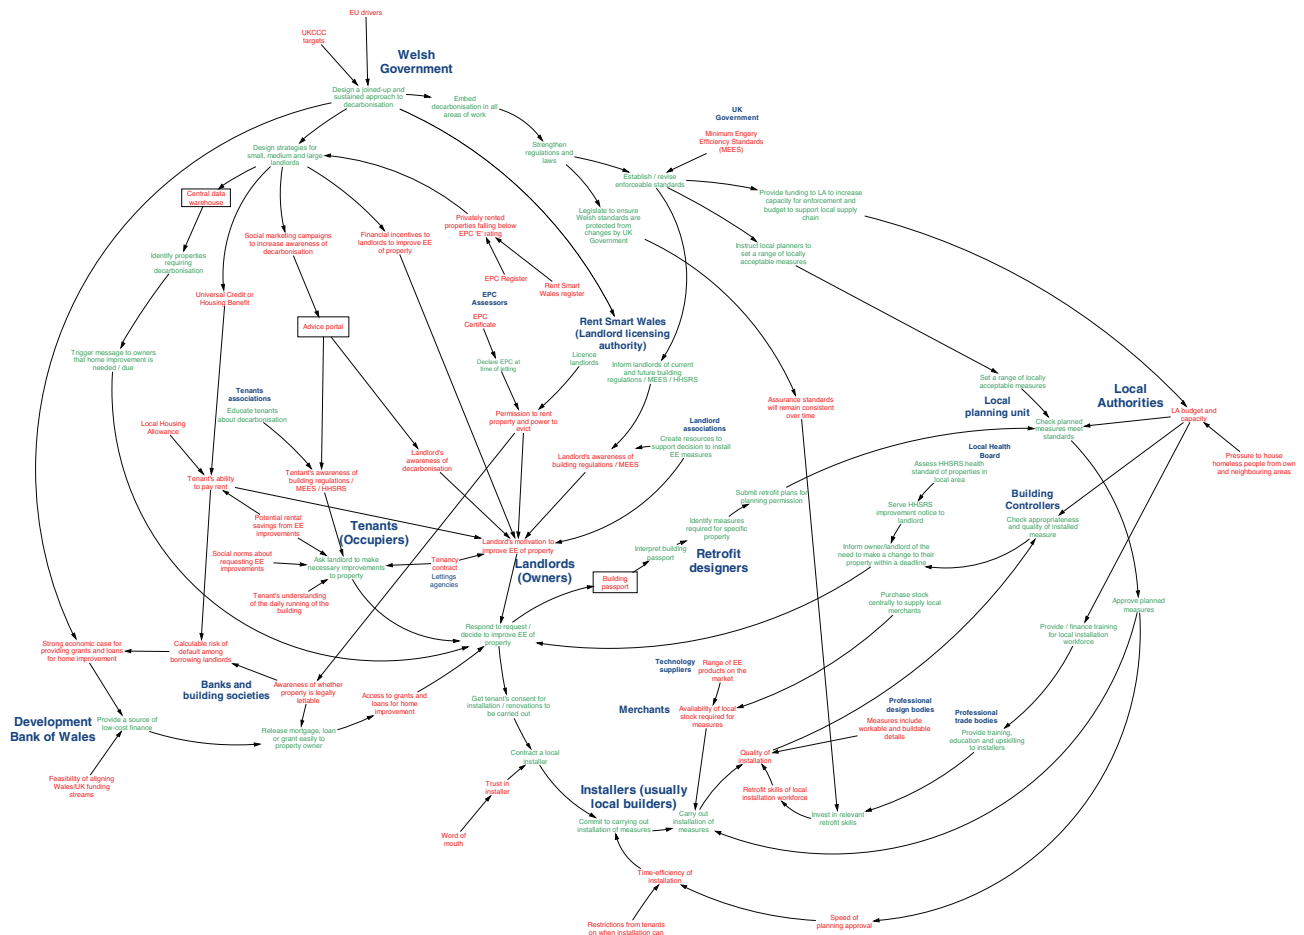 EU drivers
UKCCC
targets
Welsh
Government
Design a joined-up and
sustained approach to
decarbonisation
Embed
decarbonisation in all
areas of work
UK
Government
Minimum Engery
Efficiency Standards
(MEES)
Design strategies for
small, medium and large
landlords
Strengthen
regulations and
laws
Establish / revise
enforceable standards
Central data
warehouse
Provide funding to LA to increase
capacity for enforcement and
budget to support local supply
chain
Legislate to ensure
Welsh standards are
protected from
changes by UK
Government
Privately rented
properties falling below
EPC 'E' rating
Social marketing campaigns
to increase awareness of
decarbonisation
Financial incentives to
landlords to improve EE
of property
Instruct local planners to
set a range of locally
acceptable measures
Identify properties
requiring
decarbonisation
EPC Register
Rent Smart
Wales register
Universal Credit or
Housing Benefit
EPC
Assessors
EPC
Certificate
Advice portal
Rent Smart Wales
(Landlord licensing
authority)
Licence
landlords
Trigger message to owners
that home improvement is
needed / due
Declare EPC at
time of letting
Inform landlords of current
and future building
regulations / MEES / HHSRS
Set a range of locally
acceptable measures
Tenants
associations
Educate tenants
about decarbonisation
Local
planning unit
Local
Authorities
Assurance standards
will remain consistent
over time
Permission to rent
property and power to
evict
Landlord
associations
Create resources to
support decision to install
EE measures
Check planned
measures meet
standards
LA budget and
capacity
Local Housing
Allowance
Local Health
Board
Assess HHSRS health
standard of properties in
local area
Pressure to house
homeless people from own
and neighbouring areas
Landlord's
awareness of
decarbonisation
Landlord's awareness of
building regulations / MEES
Tenant's ability
to pay rent
Tentant's awareness of
building regulations /
MEES / HHSRS
Submit retrofit plans for
planning permission
Building
Controllers
Serve HHSRS
improvement notice to
landlord
Check appropriateness
and quality of installed
measure
Potential rental
savings from EE
improvements
Tenants
(Occupiers)
Identify measures
required for specific
property
Landord's motivation to
improve EE of property
Interpret building
passport
Retrofit
designers
Inform owner/landlord of the
need to make a change to their
property within a deadline
Social norms about
requesting EE
improvements
Ask landlord to make
necessary improvements
to property
Tenancy
contract
Lettings
agencies
Landlords
(Owners)
Building
passport
Tenant's understanding
of the daily running of the
building
Purchase stock
centrally to supply local
merchants
Approve planned
measures
Respond to request /
decide to improve EE of
property
Provide / finance training
for local installation
workforce
Strong economic case for
providing grants and loans
for home improvement
Calculable risk of
default among
borrowing landlords
Technology
suppliers
Range of EE
products on the
market
Banks and
building societies
Awareness of whether
property is legally
lettable
Access to grants and
loans for home
improvement
Get tenant's consent for
installation / renovations to
be carried out
Merchants
Availability of local
stock required for
measures
Professional
design bodies
Measures include
workable and buildable
details
Professional
trade bodies
Provide training,
education and upskilling
to installers
Development
Bank of Wales
Provide a source of
low-cost finance
Release mortgage, loan
or grant easily to
property owner
Contract a local
installer
Quality of
installation
Feasibility of aligning
Wales/UK funding
streams
Trust in
installer
Installers (usually
local builders)
Retrofit skills of local
installation workforce
Commit to carrying out
installation of measures
Carry out
installation of
measures
Invest in relevant
retrofit skills
Word of
mouth
Time-efficiency of
installation
Restrictions from tenants
on when installation can
Speed of
planning approval